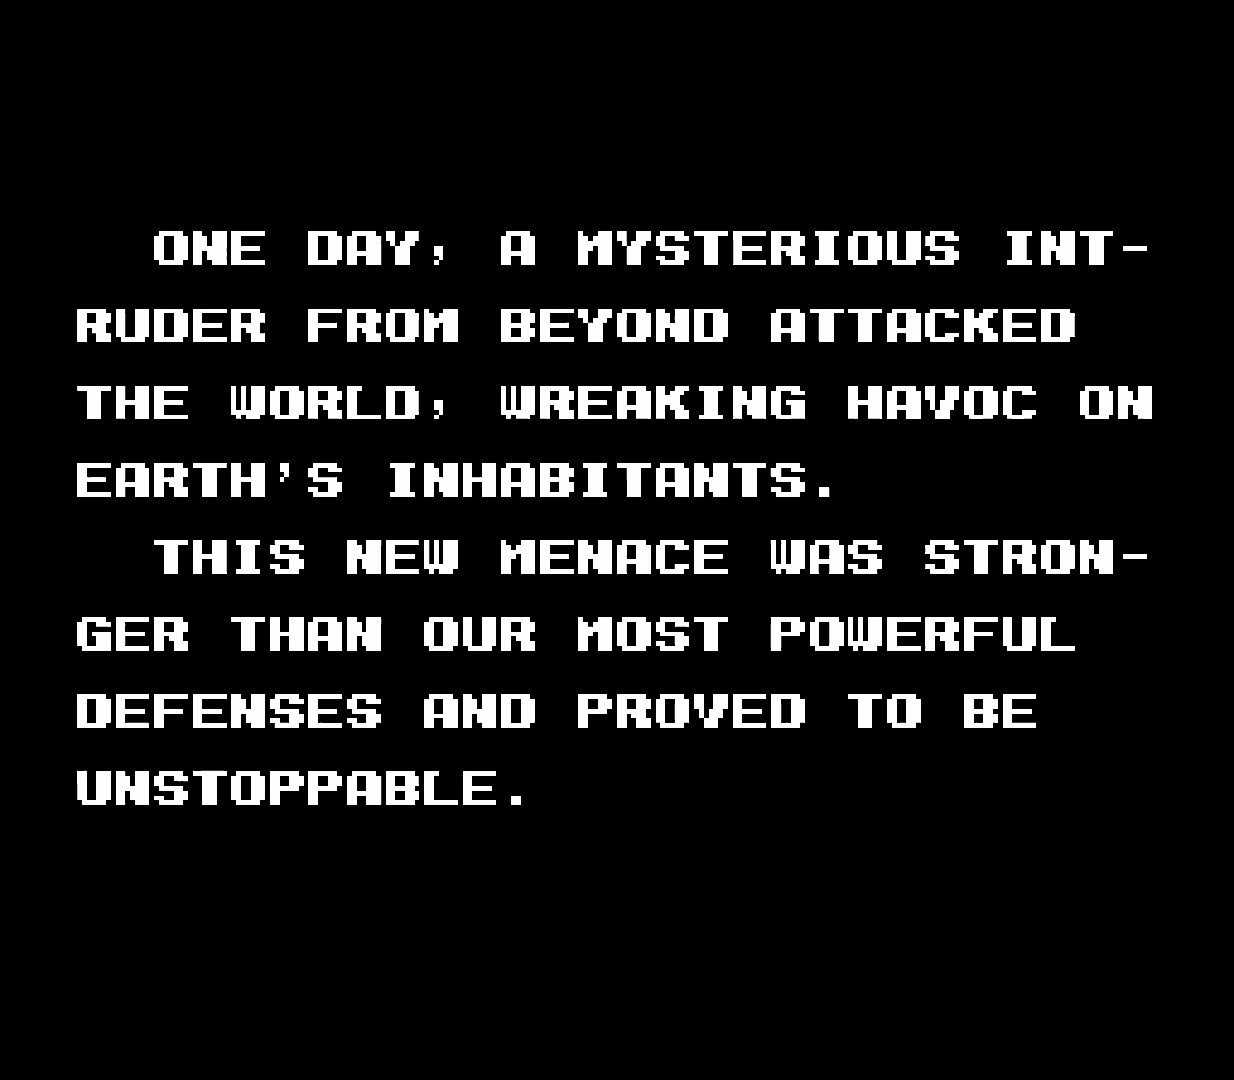 ONE DAY, A MYSTERIOUS INT-
RUDER FROM BEYOND ATTACKED
THE WORLD, WREAKING HAVOC ON
EARTH'S INHABITANTS.
THIS NEW MENACE WAS STRON-
GER THAN OUR MOST POWERFUL
DEFENSES AND PROVED TO BE
UNSTOPPABLE.